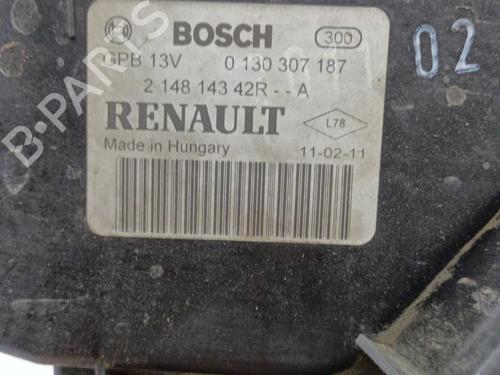 BOSCH 300
GPB 13V 0 130 307 187
2 148 143 42R - - A
RENAULT L78
Made in Hungary 11-02-11
02
B-PARTS